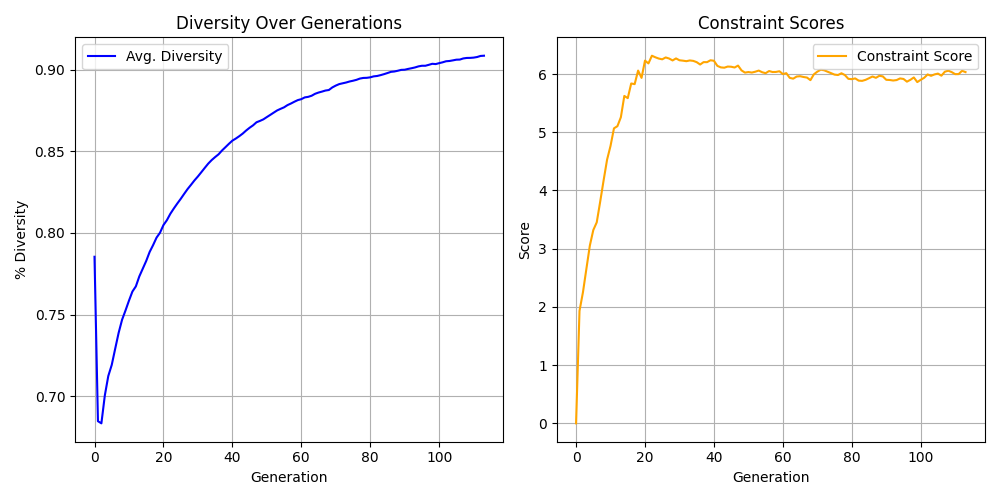 Diversity Over Generations
Avg. Diversity
% Diversity
0.90
0.85
0.80
0.75
0.70
0 20 40 60 80 100
Generation
Constraint Scores
Constraint Score
Score
6
5
4
3
2
1
0
0 20 40 60 80 100
Generation